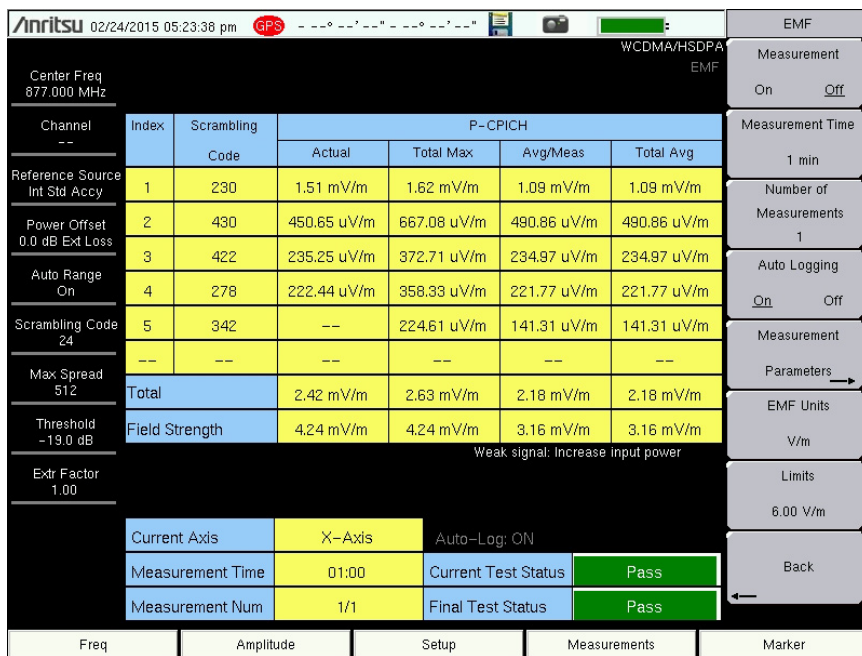 Anritsu 02/24/2015 05:23:38 pm GPS - --° --'--" - --° --'--"
WCDMA/HSDPA
EMF
Center Freq
877.000 MHz
Channel
--
Reference Source
Int Std Accy
Power Offset
0.0 dB Ext Loss
Auto Range
On
Scrambling Code
24
Max Spread
512
Threshold
-19.0 dB
Extr Factor
1.00
Index Scrambling Code P-CPICH
Actual Total Max Avg/Meas Total Avg
1 230 1.51 mV/m 1.62 mV/m 1.09 mV/m 1.09 mV/m
2 430 450.65 uV/m 667.08 uV/m 490.86 uV/m 490.86 uV/m
3 422 235.25 uV/m 372.71 uV/m 234.97 uV/m 234.97 uV/m
4 278 222.44 uV/m 358.33 uV/m 221.77 uV/m 221.77 uV/m
5 342 -- 224.61 uV/m 141.31 uV/m 141.31 uV/m
-- -- -- -- -- --
Total 2.42 mV/m 2.63 mV/m 2.18 mV/m 2.18 mV/m
Field Strength 4.24 mV/m 4.24 mV/m 3.16 mV/m 3.16 mV/m
Weak signal: Increase input power
Current Axis X-Axis Auto-Log: ON
Measurement Time 01:00 Current Test Status Pass
Measurement Num 1/1 Final Test Status Pass
EMF
Measurement
On Off
Measurement Time
1 min
Number of
Measurements
1
Auto Logging
On Off
Measurement
Parameters
EMF Units
V/m
Limits
6.00 V/m
Back
Freq Amplitude Setup Measurements Marker